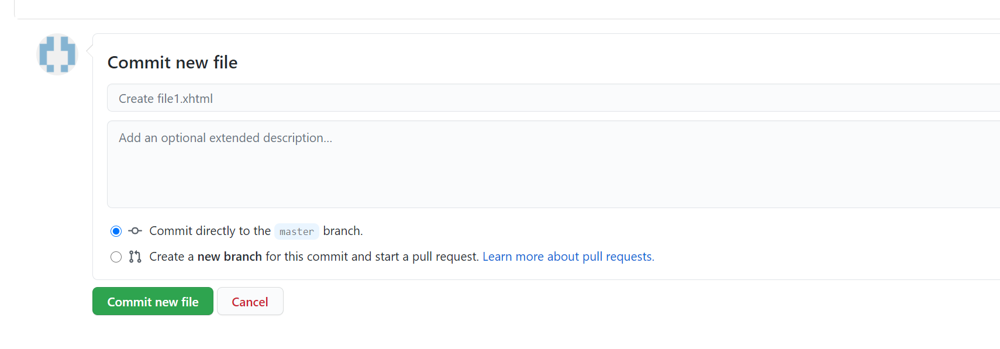 Commit new file
Create file1.xhtml
Add an optional extended description...
Commit directly to the master branch.
Create a new branch for this commit and start a pull request. Learn more about pull requests.
Commit new file Cancel